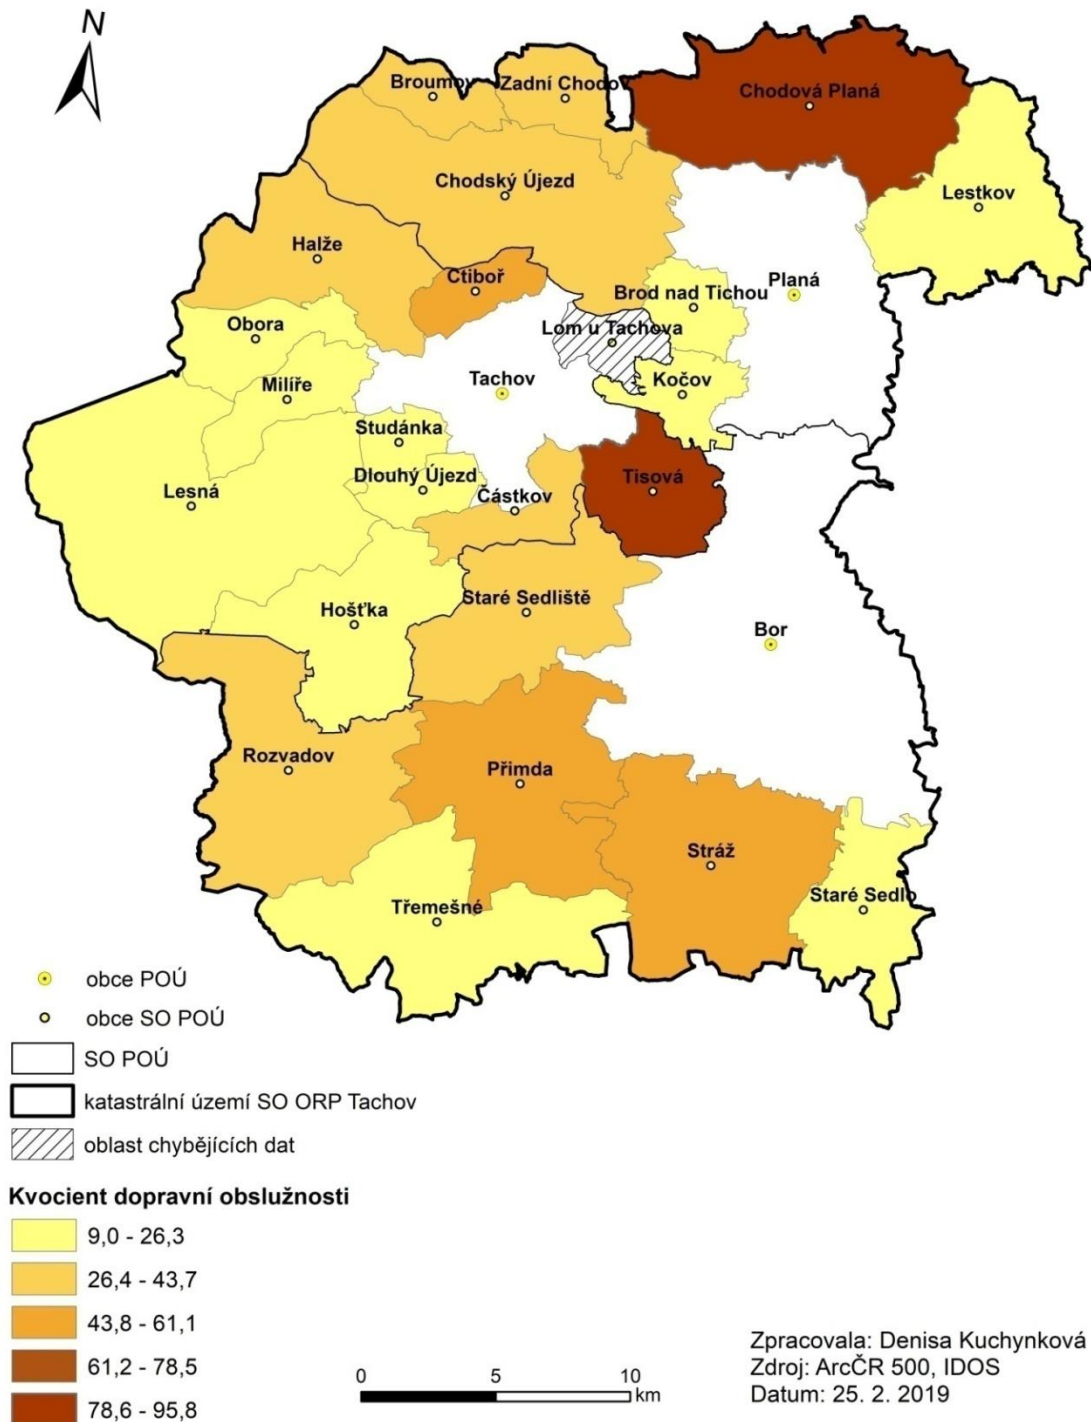 N
Broumov
Zadní Chodov
Chodová Planá
Chodský Újezd
Lestkov
Halže
Ctiboř
Planá
Brod nad Tichou
Obora
Lom u Tachova
Milíře
Tachov
Kočov
Studánka
Dlouhý Újezd
Tisová
Lesná
Částkov
Staré Sedliště
Hošťka
Bor
Rozvadov
Přimda
Stráž
Staré Sedlo
Třemešné
obce POÚ
obce SO POÚ
SO POÚ
katastrální území SO ORP Tachov
oblast chybějících dat
Kvocient dopravní obslužnosti
9,0 - 26,3
26,4 - 43,7
43,8 - 61,1
61,2 - 78,5
78,6 - 95,8
0 5 10
km
Zpracovala: Denisa Kuchynková
Zdroj: ArcČR 500, IDOS
Datum: 25. 2. 2019